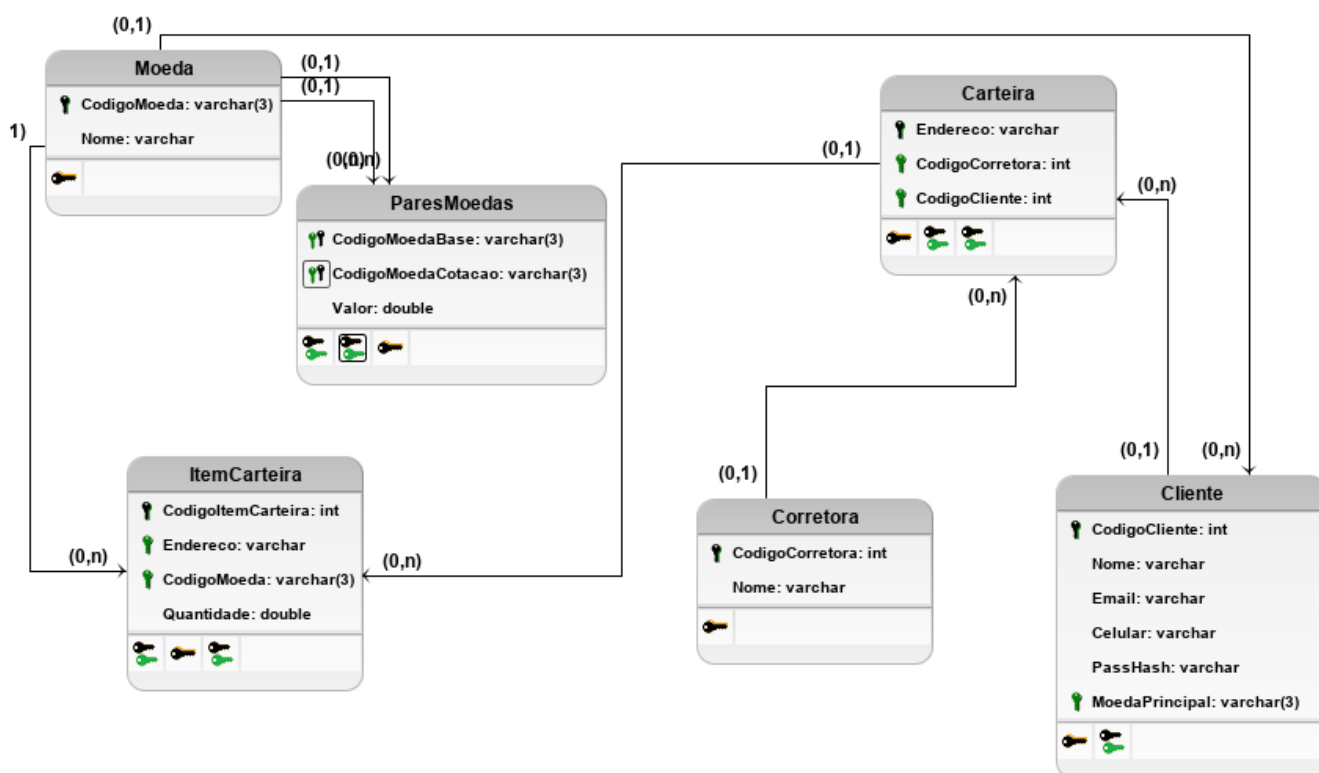 (0,1)
Moeda
CodigoMoeda: varchar(3)
Nome: varchar
(0,1)
(0,1)
1)
(0,n)
(0,n)
ParesMoedas
CodigoMoedaBase: varchar(3)
CodigoMoedaCotacao: varchar(3)
Valor: double
Carteira
Endereco: varchar
CodigoCorretora: int
CodigoCliente: int
(0,1)
(0,n)
(0,n)
ItemCarteira
CodigoItemCarteira: int
Endereco: varchar
CodigoMoeda: varchar(3)
Quantidade: double
(0,n)
(0,n)
(0,1)
Corretora
CodigoCorretora: int
Nome: varchar
(0,1)
(0,n)
Cliente
CodigoCliente: int
Nome: varchar
Email: varchar
Celular: varchar
PassHash: varchar
MoedaPrincipal: varchar(3)